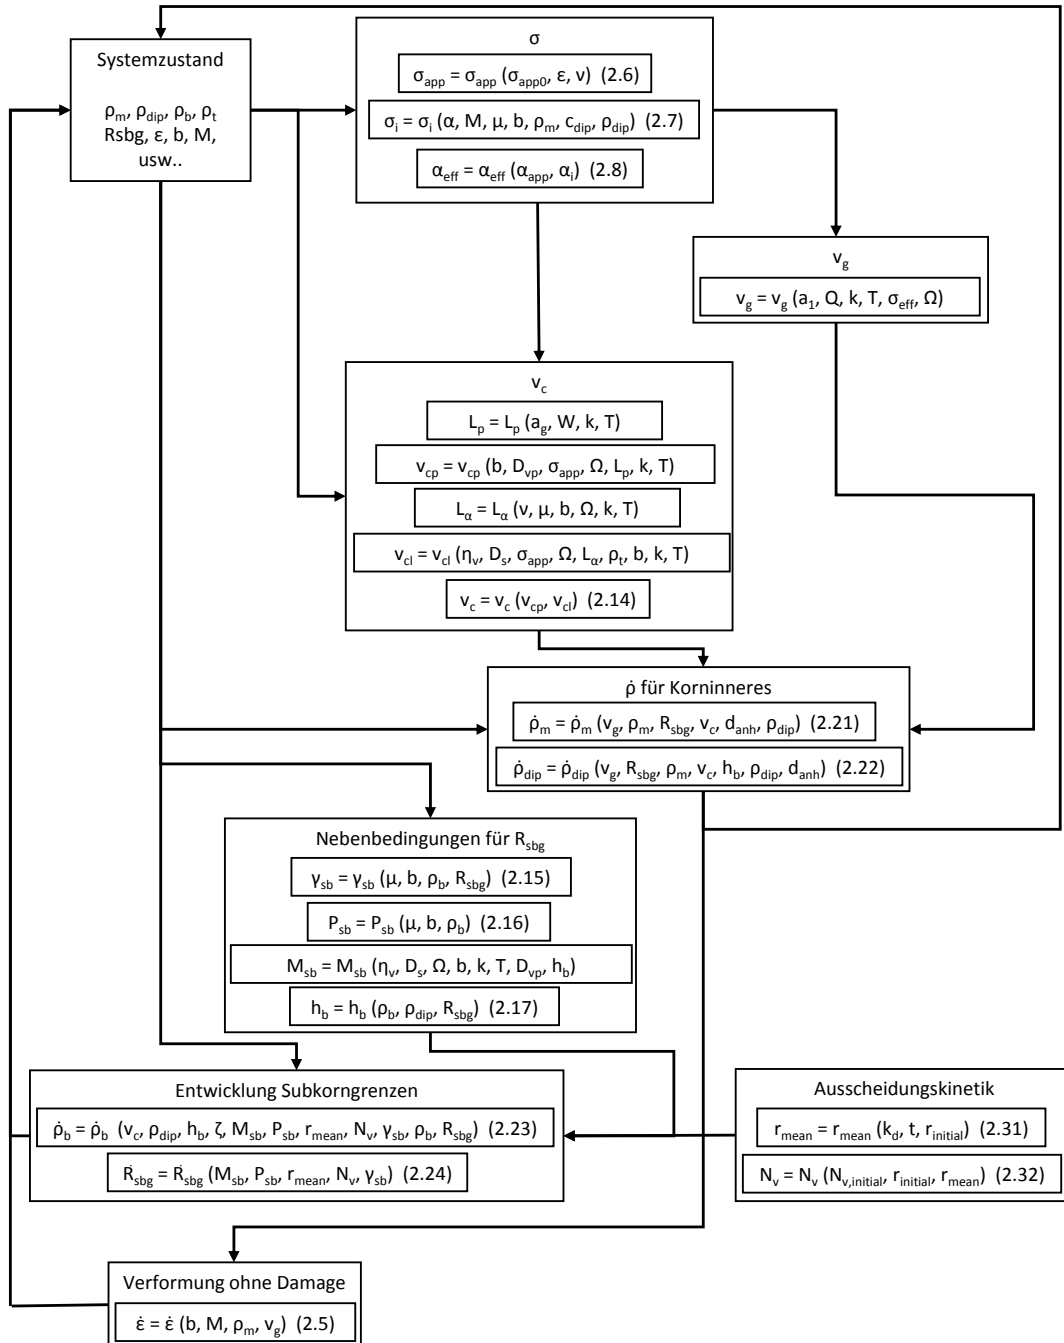 Systemzustand
ρm, ρdip, ρb, ρt
Rsbg, ε, b, M,
usw..
σ
σapp = σapp (σapp0, ε, ν) (2.6)
σi = σi (α, M, μ, b, ρm, cdip, ρdip) (2.7)
αeff = αeff (αapp, αi) (2.8)
vg
vg = vg (a1, Q, k, T, σeff, Ω)
vc
Lp = Lp (ag, W, k, T)
vcp = vcp (b, Dvp, σapp, Ω, Lp, k, T)
Lα = Lα (ν, μ, b, Ω, k, T)
vcl = vcl (ηv, Ds, σapp, Ω, Lα, ρt, b, k, T)
vc = vc (vcp, vcl) (2.14)
ρ̇ für Korninneres
ρ̇m = ρ̇m (vg, ρm, Rsbg, vc, danh, ρdip) (2.21)
ρ̇dip = ρ̇dip (vg, Rsbg, ρm, vc, hb, ρdip, danh) (2.22)
Nebenbedingungen für Rsbg
γsb = γsb (μ, b, ρb, Rsbg) (2.15)
Psb = Psb (μ, b, ρb) (2.16)
Msb = Msb (ηv, Ds, Ω, b, k, T, Dvp, hb)
hb = hb (ρb, ρdip, Rsbg) (2.17)
Entwicklung Subkorngrenzen
ρ̇b = ρ̇b (vc, ρdip, hb, ζ, Msb, Psb, rmean, Nv, γsb, ρb, Rsbg) (2.23)
Ṙsbg = Ṙsbg (Msb, Psb, rmean, Nv, γsb) (2.24)
Ausscheidungskinetik
rmean = rmean (kd, t, rinitial) (2.31)
Nv = Nv (Nv,initial, rinitial, rmean) (2.32)
Verformung ohne Damage
ε̇ = ε̇ (b, M, ρm, vg) (2.5)